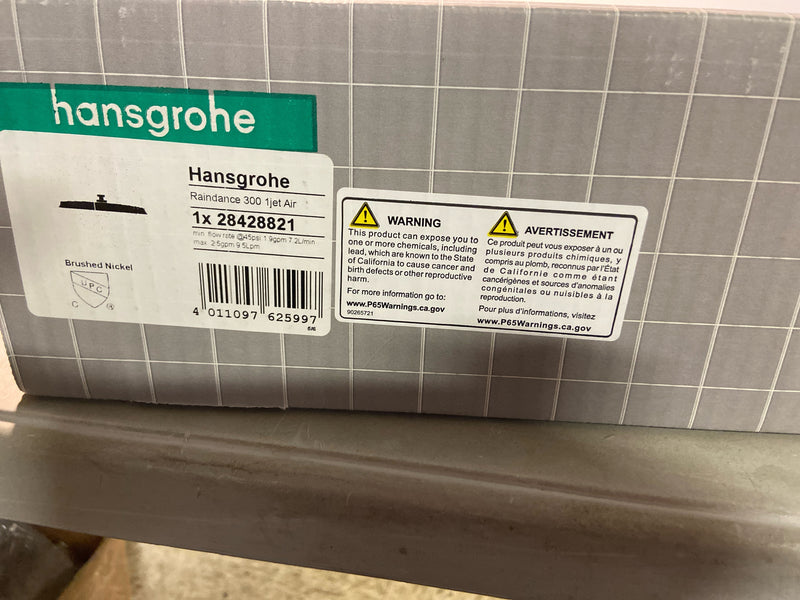 hansgrohe
Hansgrohe
Raindance 300 1jet Air
1x 28428821
min. flow rate @45psi 1.9gpm 7.2L/min
max. 2.5gpm 9.5Lpm
Brushed Nickel
UPC
C ®
4 011097 625997
6/6
WARNING
This product can expose you to
one or more chemicals, including
lead, which are known to the State
of California to cause cancer and
birth defects or other reproductive
harm.
For more information go to:
www.P65Warnings.ca.gov
90265721
AVERTISSEMENT
Ce produit peut vous exposer à un ou
plusieurs produits chimiques, y
compris au plomb, reconnus par l'État
de Californie comme étant
cancérigènes et sources d'anomalies
congénitales ou nuisibles à la
reproduction.
Pour plus d'informations, visitez
www.P65Warnings.ca.gov